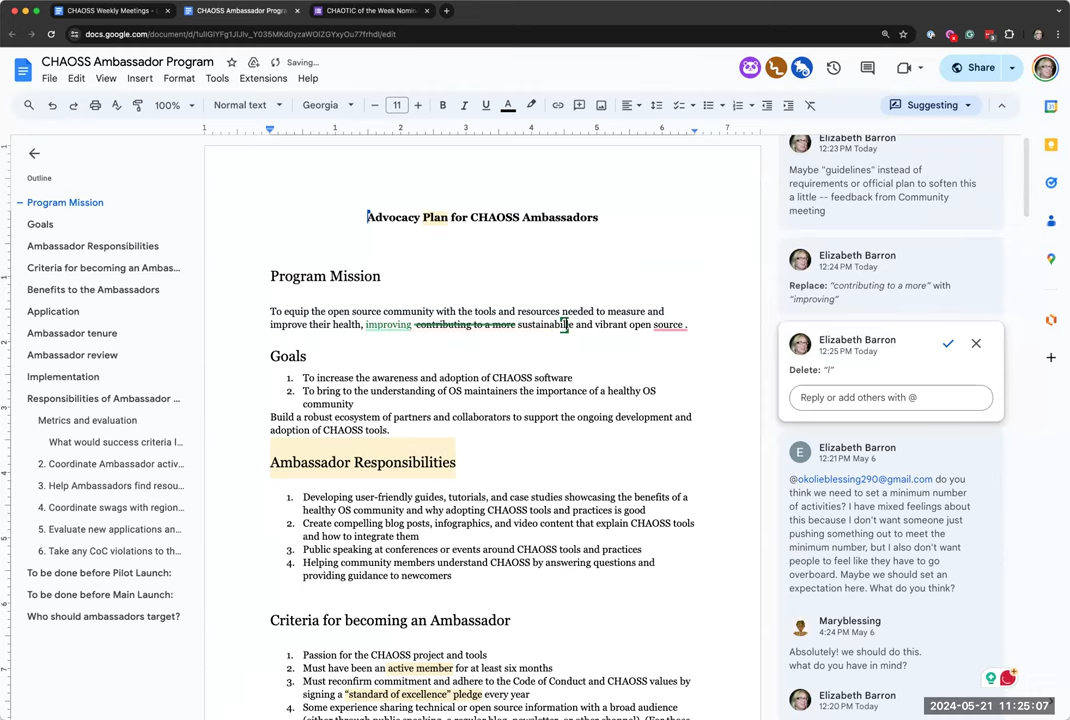 CHAOSS Weekly Meetings -
CHAOSS Ambassador Progra
CHAOTIC of the Week Nomin
docs.google.com/document/d/1uliGlYFg1JlJlv_Y035MKd0yzaWOlZGYxyOu77frhdI/edit
CHAOSS Ambassador Program
Saving...
File Edit View Insert Format Tools Extensions Help
Share
100%
Normal text
Georgia
11
Suggesting
1 1 2 3 4 5 6 7
Outline
Program Mission
Goals
Ambassador Responsibilities
Criteria for becoming an Ambas...
Benefits to the Ambassadors
Application
Ambassador tenure
Ambassador review
Implementation
Responsibilities of Ambassador ...
Metrics and evaluation
What would success criteria l...
2. Coordinate Ambassador activ...
3. Help Ambassadors find resou...
4. Coordinate swags with region...
5. Evaluate new applications an...
6. Take any CoC violations to th...
To be done before Pilot Launch:
To be done before Main Launch:
Who should ambassadors target?
Advocacy Plan for CHAOSS Ambassadors
Program Mission
To equip the open source community with the tools and resources needed to measure and
improve their health, improving contributing to a more sustainabile and vibrant open source .
Goals
1. To increase the awareness and adoption of CHAOSS software
2. To bring to the understanding of OS maintainers the importance of a healthy OS
community
Build a robust ecosystem of partners and collaborators to support the ongoing development and
adoption of CHAOSS tools.
Ambassador Responsibilities
1. Developing user-friendly guides, tutorials, and case studies showcasing the benefits of a
healthy OS community and why adopting CHAOSS tools and practices is good
2. Create compelling blog posts, infographics, and video content that explain CHAOSS tools
and how to integrate them
3. Public speaking at conferences or events around CHAOSS tools and practices
4. Helping community members understand CHAOSS by answering questions and
providing guidance to newcomers
Criteria for becoming an Ambassador
1. Passion for the CHAOSS project and tools
2. Must have been an active member for at least six months
3. Must reconfirm commitment and adhere to the Code of Conduct and CHAOSS values by
signing a “standard of excellence” pledge every year
4. Some experience sharing technical or open source information with a broad audience
(either through public speaking, a regular blog, newsletter, or other channel). (For those
Elizabeth Barron
12:23 PM Today
Maybe "guidelines" instead of
requirements or official plan to soften this
a little -- feedback from Community
meeting
Elizabeth Barron
12:24 PM Today
Replace: "contributing to a more" with
"improving"
Elizabeth Barron
12:25 PM Today
Delete: "l"
Reply or add others with @
E
Elizabeth Barron
12:21 PM May 6
@okolieblessing290@gmail.com do you
think we need to set a minimum number
of activities? I have mixed feelings about
this because I don't want someone just
pushing something out to meet the
minimum number, but I also don't want
people to feel like they have to go
overboard. Maybe we should set an
expectation here. What do you think?
Maryblessing
4:24 PM May 6
Absolutely! we should do this.
what do you have in mind?
Elizabeth Barron
12:20 PM Today
2024-05-21 11:25:07